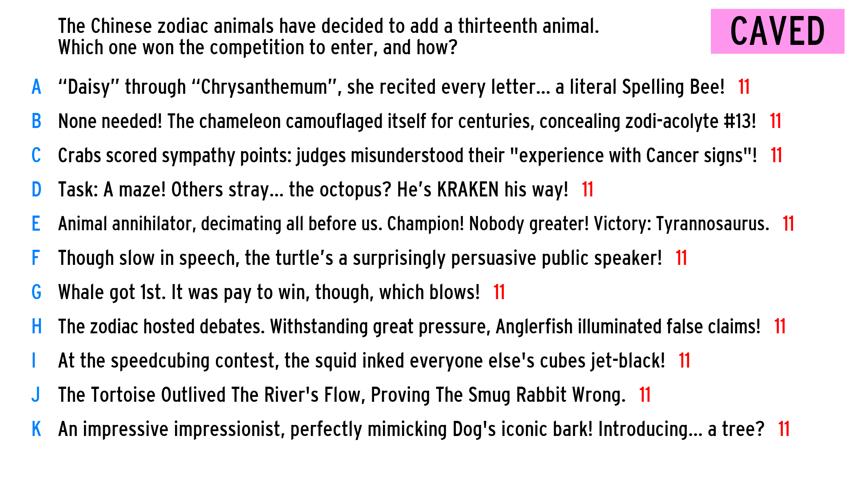 The Chinese zodiac animals have decided to add a thirteenth animal.
Which one won the competition to enter, and how?
CAVED
A “Daisy” through “Chrysanthemum”, she recited every letter... a literal Spelling Bee! 11
B None needed! The chameleon camouflaged itself for centuries, concealing zodi-acolyte #13! 11
C Crabs scored sympathy points: judges misunderstood their "experience with Cancer signs"! 11
D Task: A maze! Others stray... the octopus? He’s KRAKEN his way! 11
E Animal annihilator, decimating all before us. Champion! Nobody greater! Victory: Tyrannosaurus. 11
F Though slow in speech, the turtle’s a surprisingly persuasive public speaker! 11
G Whale got 1st. It was pay to win, though, which blows! 11
H The zodiac hosted debates. Withstanding great pressure, Anglerfish illuminated false claims! 11
I At the speedcubing contest, the squid inked everyone else's cubes jet-black! 11
J The Tortoise Outlived The River's Flow, Proving The Smug Rabbit Wrong. 11
K An impressive impressionist, perfectly mimicking Dog's iconic bark! Introducing... a tree? 11